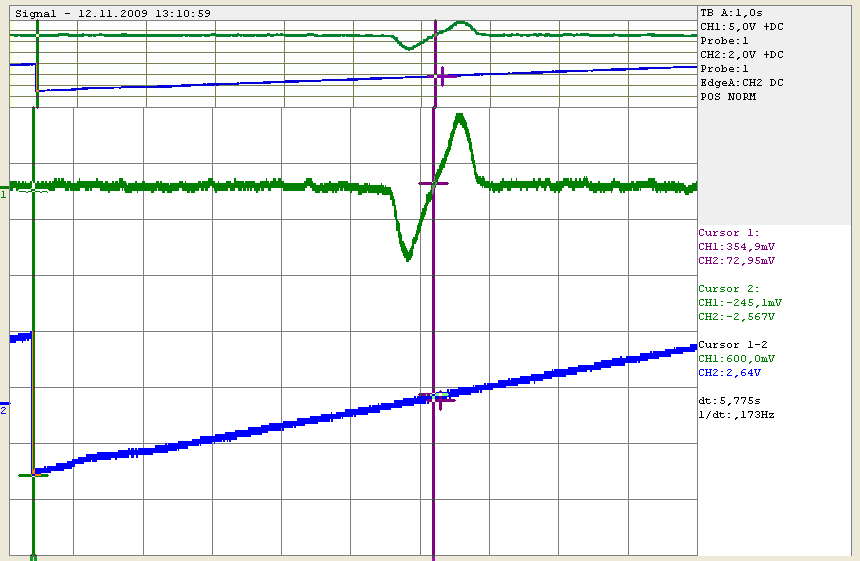 Signal - 12.11.2009 13:10:59
TB A:1,0s
CH1:5,0V +DC
Probe:1
CH2:2,0V +DC
Probe:1
EdgeA:CH2 DC
POS NORM
1
2
Cursor 1:
CH1:354,9mV
CH2:72,95mV
Cursor 2:
CH1:-245,1mV
CH2:-2,567V
Cursor 1-2
CH1:600,0mV
CH2:2,64V
dt:5,775s
1/dt:,173Hz